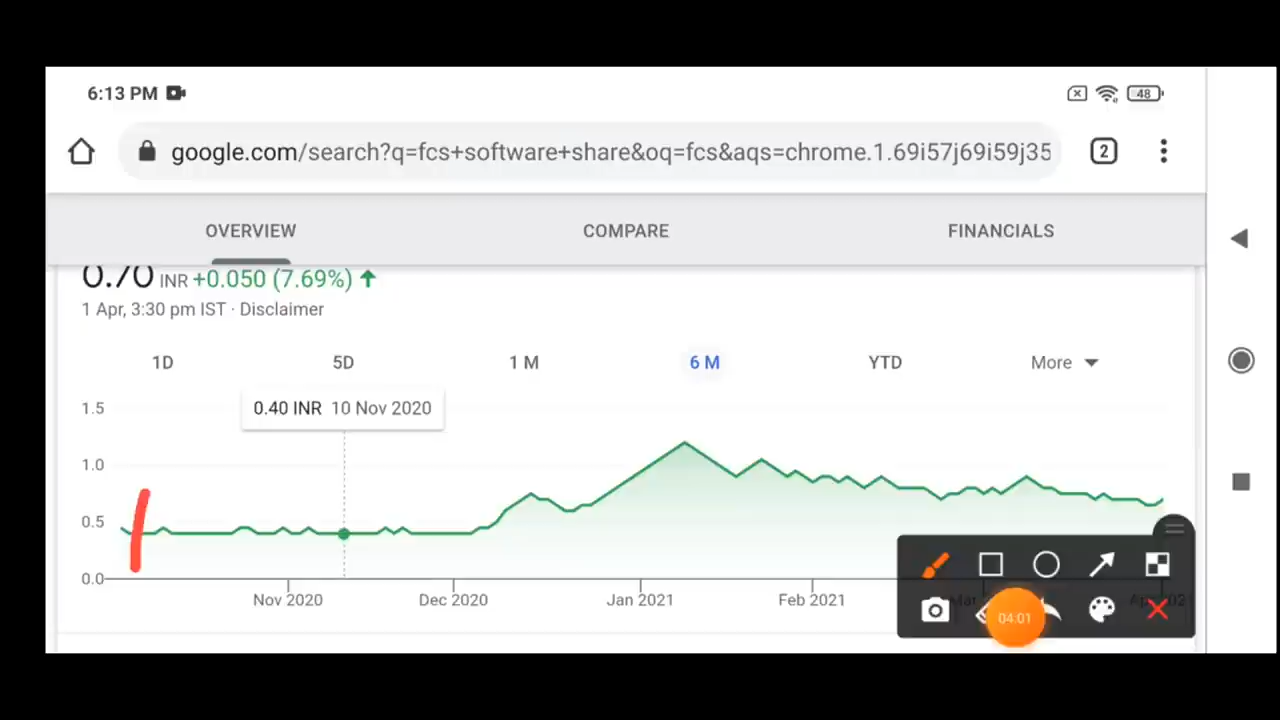 6:13 PM
48
google.com/search?q=fcs+software+share&oq=fcs&aqs=chrome.1.69i57j69i59j35
2
OVERVIEW COMPARE FINANCIALS
0.70 INR +0.050 (7.69%)
1 Apr, 3:30 pm IST · Disclaimer
1D 5D 1 M 6 M YTD More
0.40 INR 10 Nov 2020
1.5
1.0
0.5
0.0
Nov 2020 Dec 2020 Jan 2021 Feb 2021
04:01